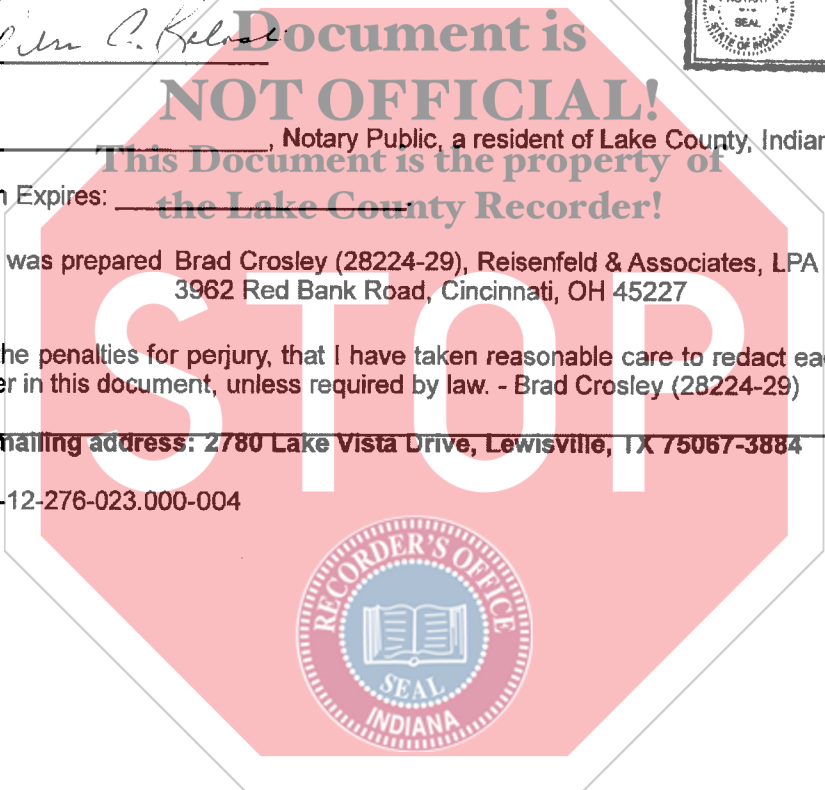 SEAL
STATE OF INDIANA
Document is
NOT OFFICIAL!
, Notary Public, a resident of Lake County, Indian
This Document is the property of
n Expires:
the Lake County Recorder!
was prepared Brad Crosley (28224-29), Reisenfeld & Associates, LPA
3962 Red Bank Road, Cincinnati, OH 45227
he penalties for perjury, that I have taken reasonable care to redact ea
er in this document, unless required by law. - Brad Crosley (28224-29)
mailing address: 2780 Lake Vista Drive, Lewisville, TX 75067-3884
-12-276-023.000-004
STOP
RECORDER'S OFFICE
SEAL
INDIANA